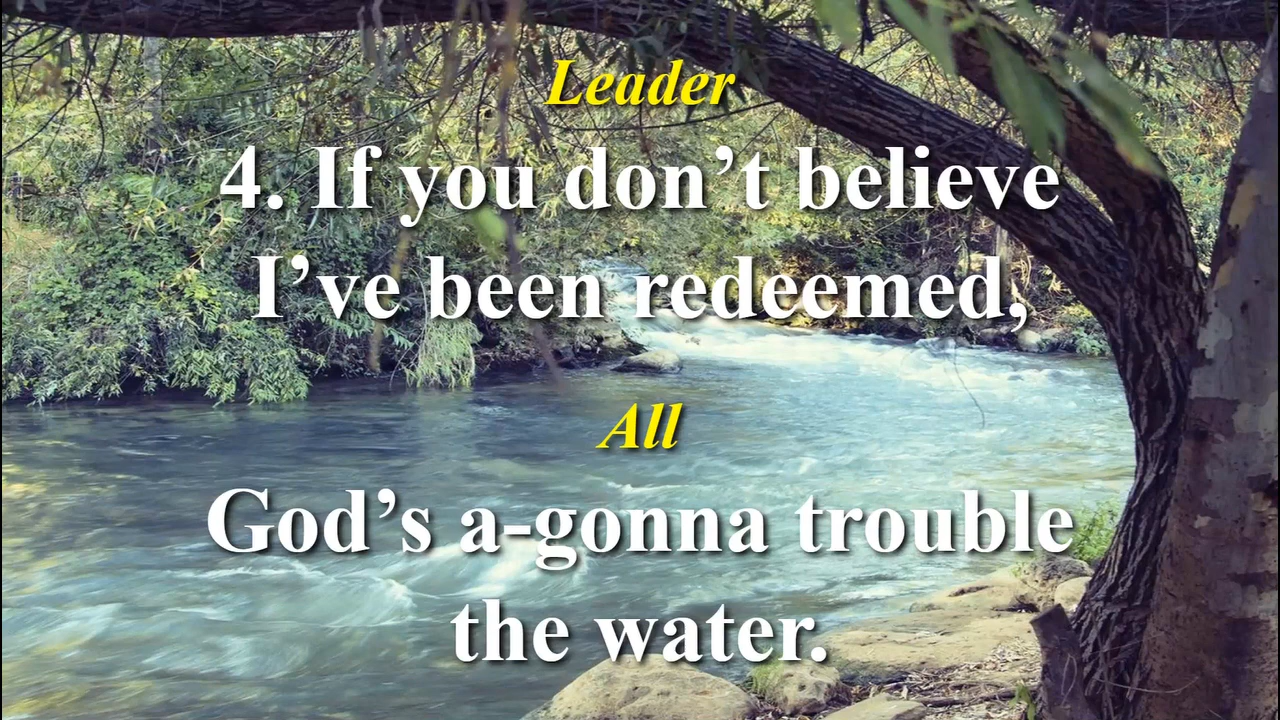 Leader
4. If you don’t believe
I’ve been redeemed,
All
God’s a-gonna trouble
the water.